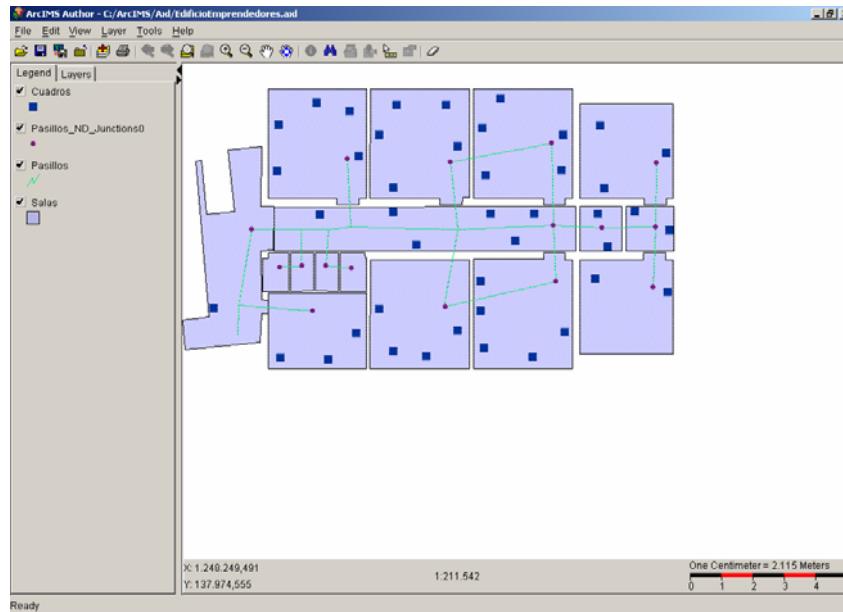 ArcIMS Author - C:/ArcIMS/Axl/EdificioEmprendedores.axl
File Edit View Layer Tools Help
Legend Layers
Cuadros
Pasillos_ND_Junctions0
Pasillos
Salas
X: 1.248.249,491
Y: 137.974,555
1:211.542
One Centimeter = 2.115 Meters
0 1 2 3 4
Ready